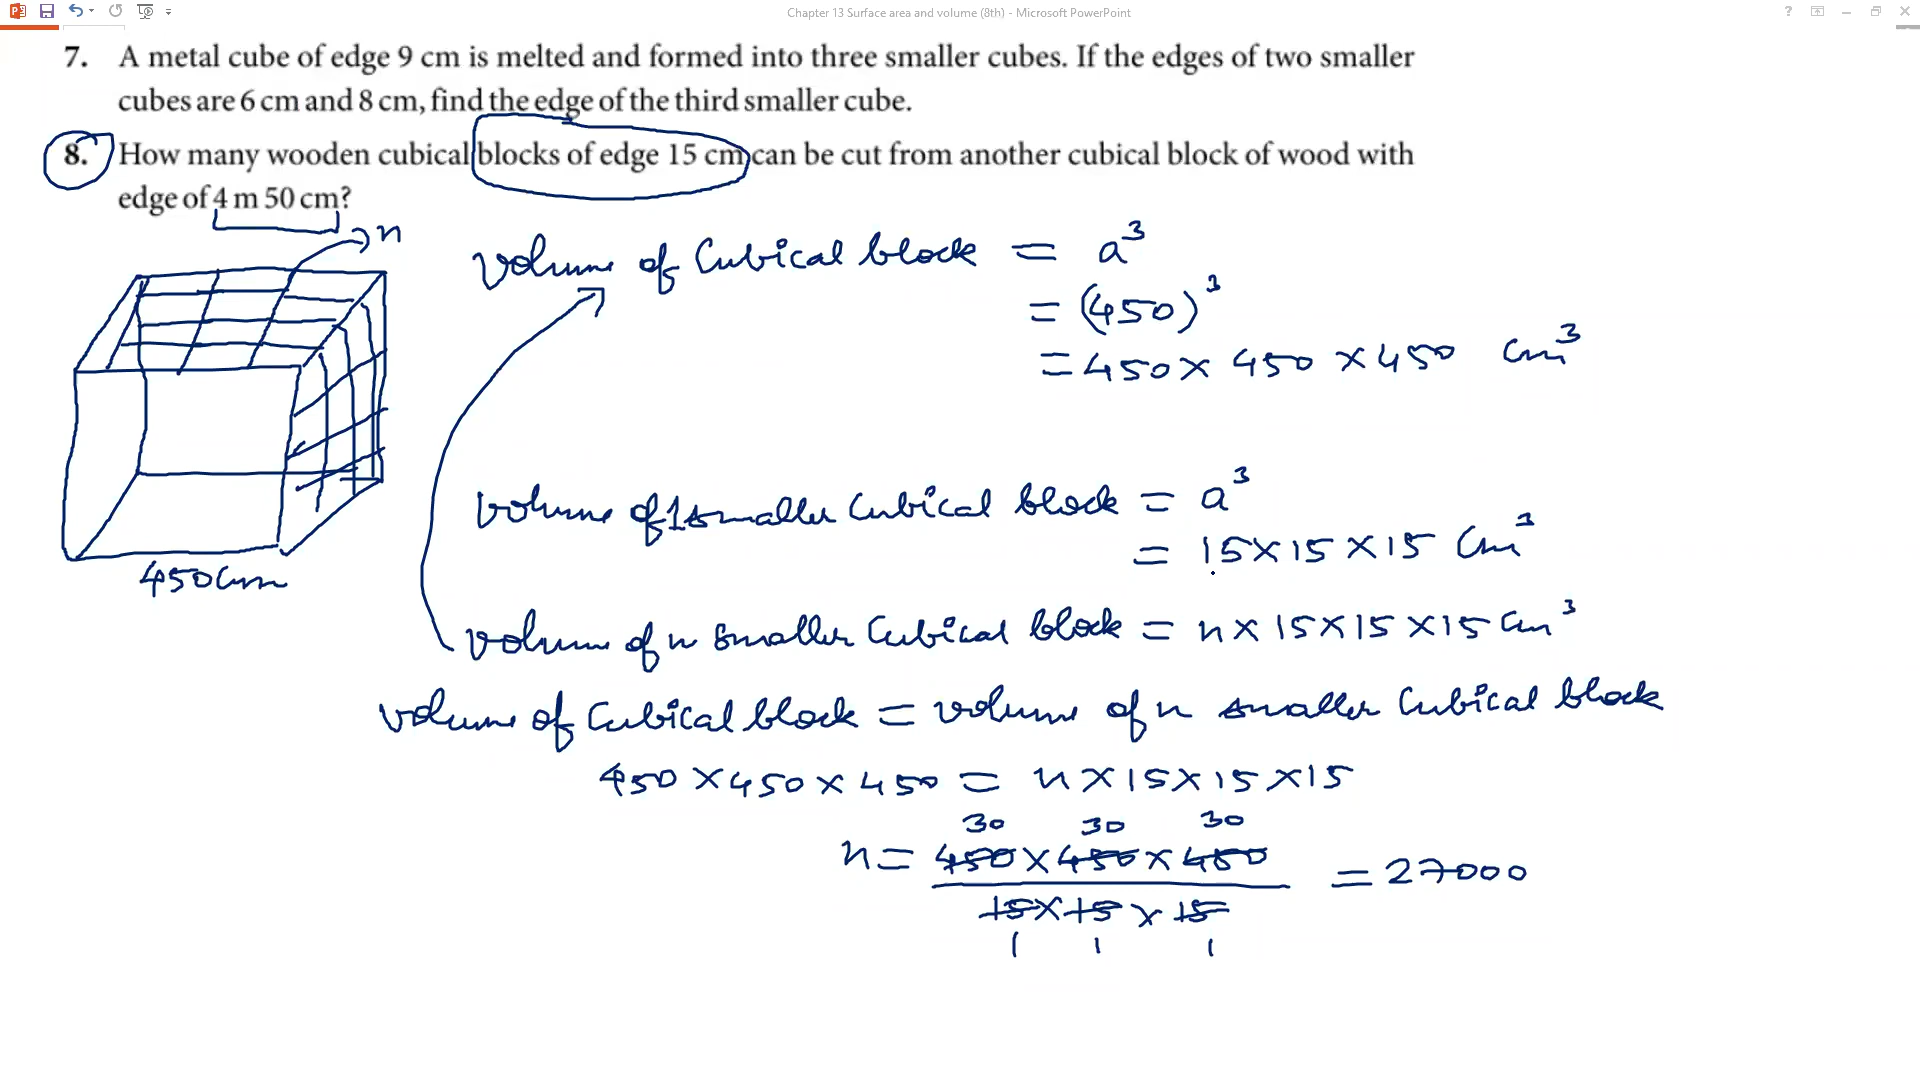 Chapter 13 Surface area and volume (8th) - Microsoft PowerPoint
7. A metal cube of edge 9 cm is melted and formed into three smaller cubes. If the edges of two smaller
cubes are 6 cm and 8 cm, find the edge of the third smaller cube.
8. How many wooden cubical blocks of edge 15 cm can be cut from another cubical block of wood with
edge of 4 m 50 cm?
n
Volume of Cubical block = a³
= (450)³
= 450 × 450 × 450 cm³
Volume of 1 smaller Cubical block = a³
= 15 × 15 × 15 Cm³
450 Cm
Volume of n smaller Cubical block = n × 15 × 15 × 15 Cm³
Volume of Cubical block = volume of n smaller Cubical block
450 × 450 × 450 = n × 15 × 15 × 15
30 30 30
n = 450 × 450 × 450 = 27000
15 × 15 × 15
1 1 1